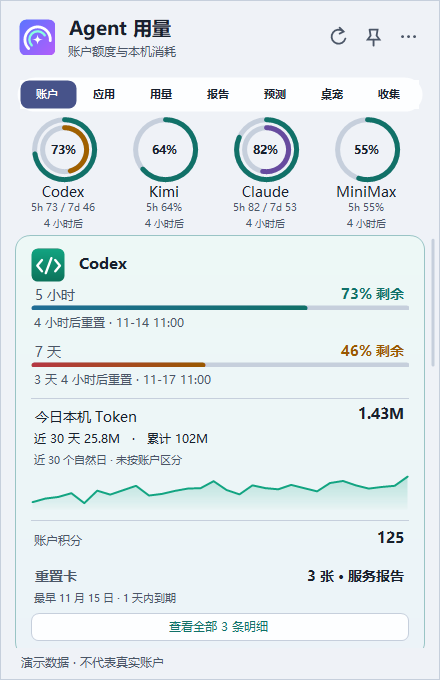 Agent 用量
账户额度与本机消耗
账户 应用 用量 报告 预测 桌宠 收集
73% 64% 82% 55%
Codex Kimi Claude MiniMax
5h 73 / 7d 46 5h 64% 5h 82 / 7d 53 5h 55%
4 小时后 4 小时后 4 小时后 4 小时后
Codex
5 小时 73% 剩余
4 小时后重置 · 11-14 11:00
7 天 46% 剩余
3 天 4 小时后重置 · 11-17 11:00
今日本机 Token 1.43M
近 30 天 25.8M · 累计 102M
近 30 个自然日 · 未按账户区分
账户积分 125
重置卡 3 张 • 服务报告
最早 11 月 15 日 · 1 天内到期
查看全部 3 条明细
演示数据 · 不代表真实账户